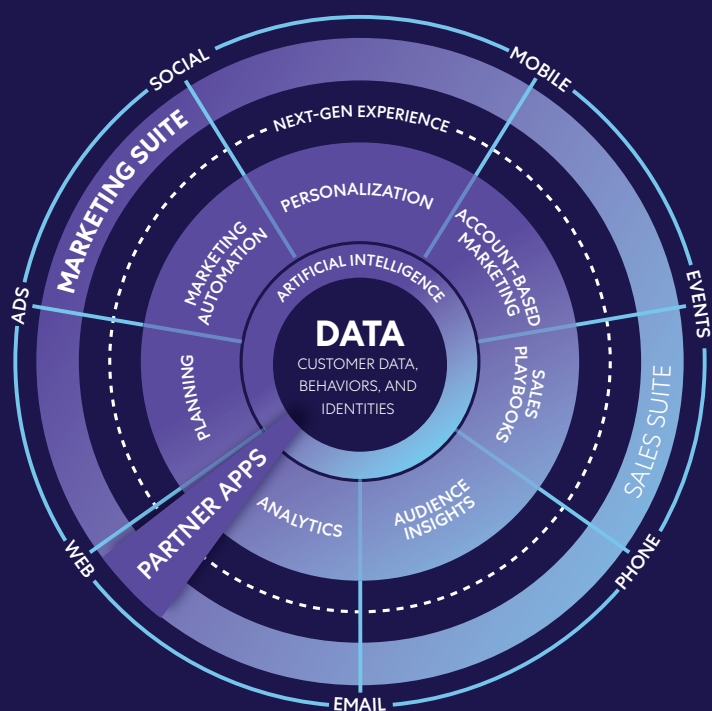 SOCIAL
MOBILE
EVENTS
PHONE
EMAIL
WEB
ADS
MARKETING SUITE
SALES SUITE
NEXT-GEN EXPERIENCE
PERSONALIZATION
ACCOUNT-BASED
MARKETING
SALES
PLAYBOOKS
AUDIENCE
INSIGHTS
ANALYTICS
PARTNER APPS
PLANNING
MARKETING
AUTOMATION
ARTIFICIAL INTELLIGENCE
DATA
CUSTOMER DATA,
BEHAVIORS, AND
IDENTITIES